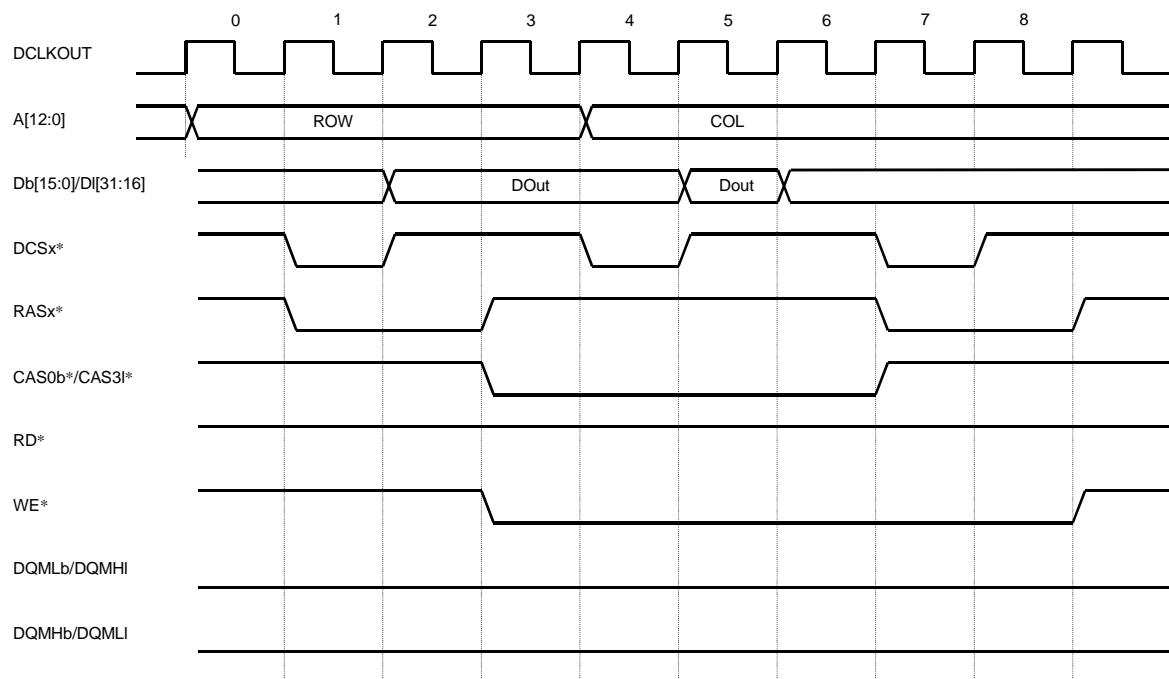 0 1 2 3 4 5 6 7 8
DCLKOUT
A[12:0] ROW COL
Db[15:0]/Dl[31:16] DOut Dout
DCSx*
RASx*
CAS0b*/CAS3l*
RD*
WE*
DQMLb/DQMHl
DQMHb/DQMLl